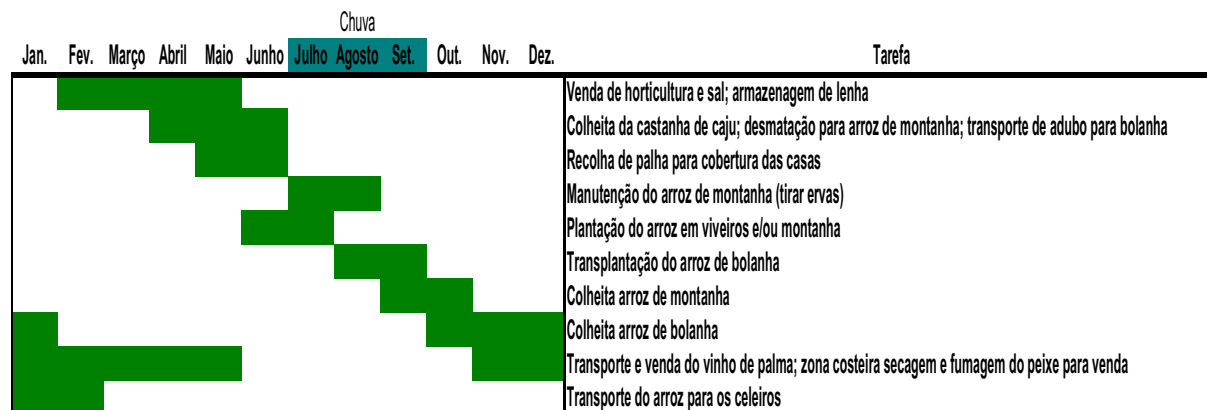 Chuva
Jan. Fev. Março Abril Maio Junho Julho Agosto Set. Out. Nov. Dez. Tarefa
Venda de horticultura e sal; armazenagem de lenha
Colheita da castanha de caju; desmatação para arroz de montanha; transporte de adubo para bolanha
Recolha de palha para cobertura das casas
Manutenção do arroz de montanha (tirar ervas)
Plantação do arroz em viveiros e/ou montanha
Transplantação do arroz de bolanha
Colheita arroz de montanha
Colheita arroz de bolanha
Transporte e venda do vinho de palma; zona costeira secagem e fumagem do peixe para venda
Transporte do arroz para os celeiros